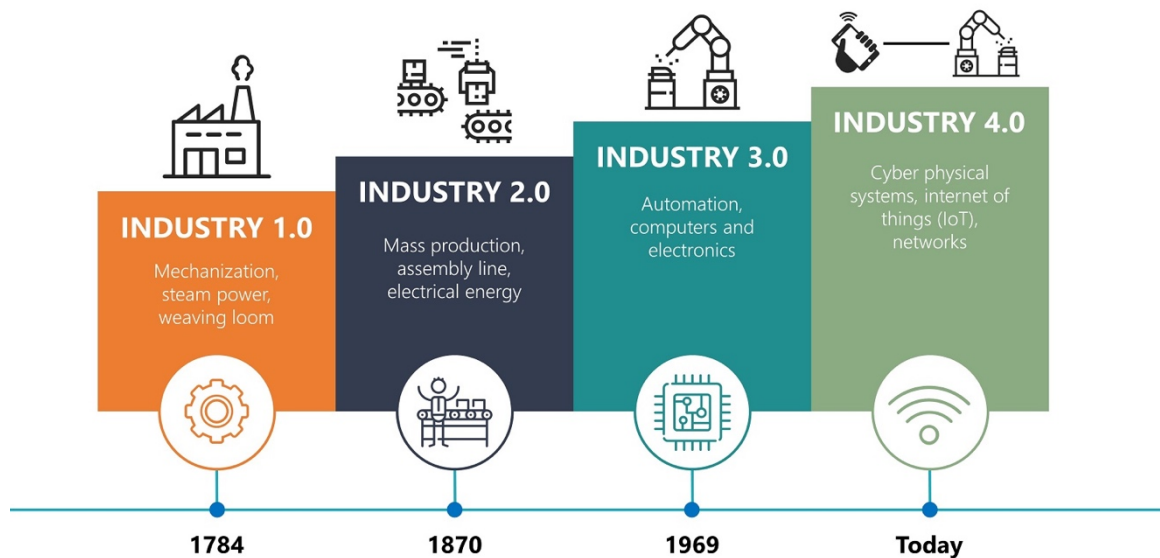 INDUSTRY 1.0
Mechanization,
steam power,
weaving loom
INDUSTRY 2.0
Mass production,
assembly line,
electrical energy
INDUSTRY 3.0
Automation,
computers and
electronics
INDUSTRY 4.0
Cyber physical
systems, internet of
things (IoT),
networks
1784
1870
1969
Today